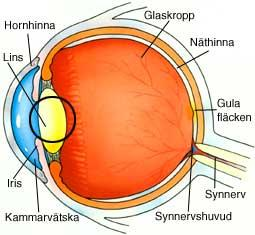 Hornhinna
Glaskropp
Näthinna
Lins
Gula
fläcken
Iris
Synnerv
Kammarvätska
Synnervshuvud